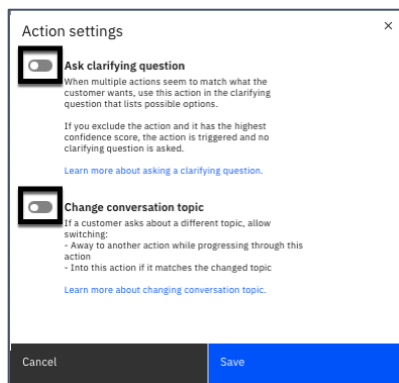 Action settings
Ask clarifying question
When multiple actions seem to match what the
customer wants, use this action in the clarifying
question that lists possible options.
If you exclude the action and it has the highest
confidence score, the action is triggered and no
clarifying question is asked.
Learn more about asking a clarifying question.
Change conversation topic
If a customer asks about a different topic, allow
switching:
- Away to another action while progressing through this
action
- Into this action if it matches the changed topic
Learn more about changing conversation topic.
Cancel
Save